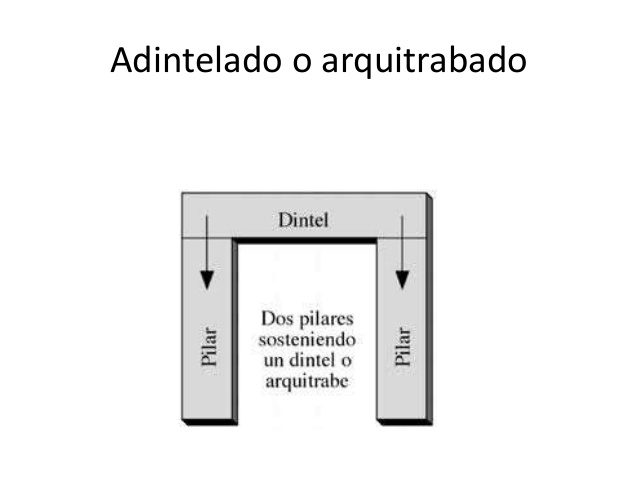 Adintelado o arquitrabado
Dintel
Pilar
Dos pilares
sosteniendo
un dintel o
arquitrabe
Pilar